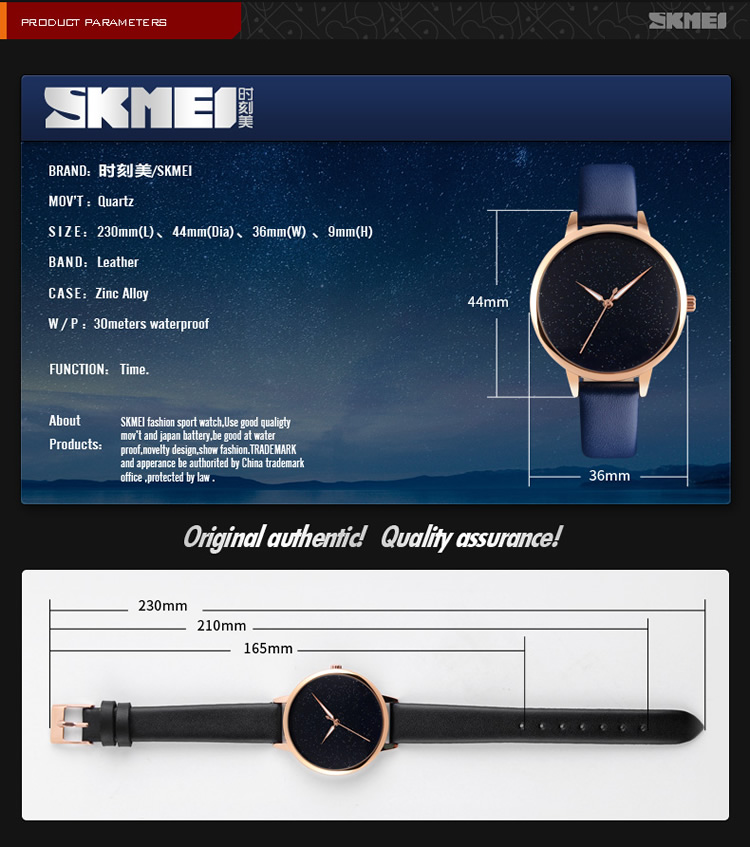 PRODUCT PARAMETERS
SKMEI
SKMEI 时刻美
BRAND: 时刻美/SKMEI
MOV'T : Quartz
SIZE: 230mm(L)、44mm(Dia)、36mm(W)、9mm(H)
BAND: Leather
CASE: Zinc Alloy
W/P : 30meters waterproof
FUNCTION: Time.
About
Products:
SKMEI fashion sport watch,Use good qualigty
mov't and japan battery,be good at water
proof,novelty design,show fashion.TRADEMARK
and apperance be authorited by China trademark
office ,protected by law .
44mm
36mm
Original authentic! Quality assurance!
230mm
210mm
165mm